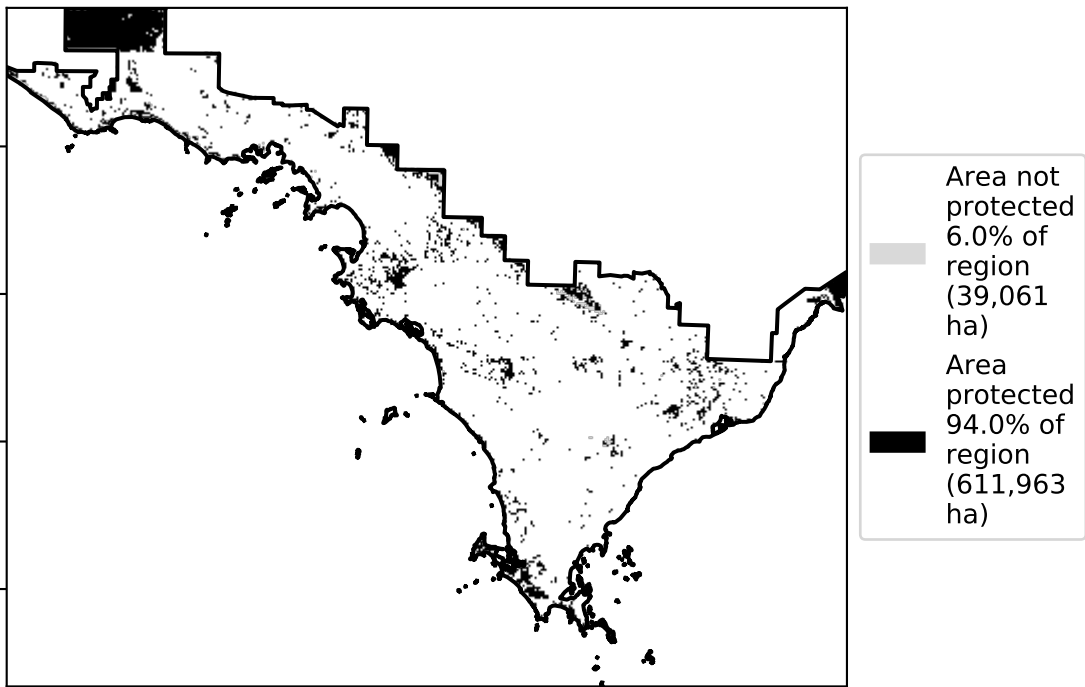 Area not
protected
6.0% of
region
(39,061
ha)
Area
protected
94.0% of
region
(611,963
ha)